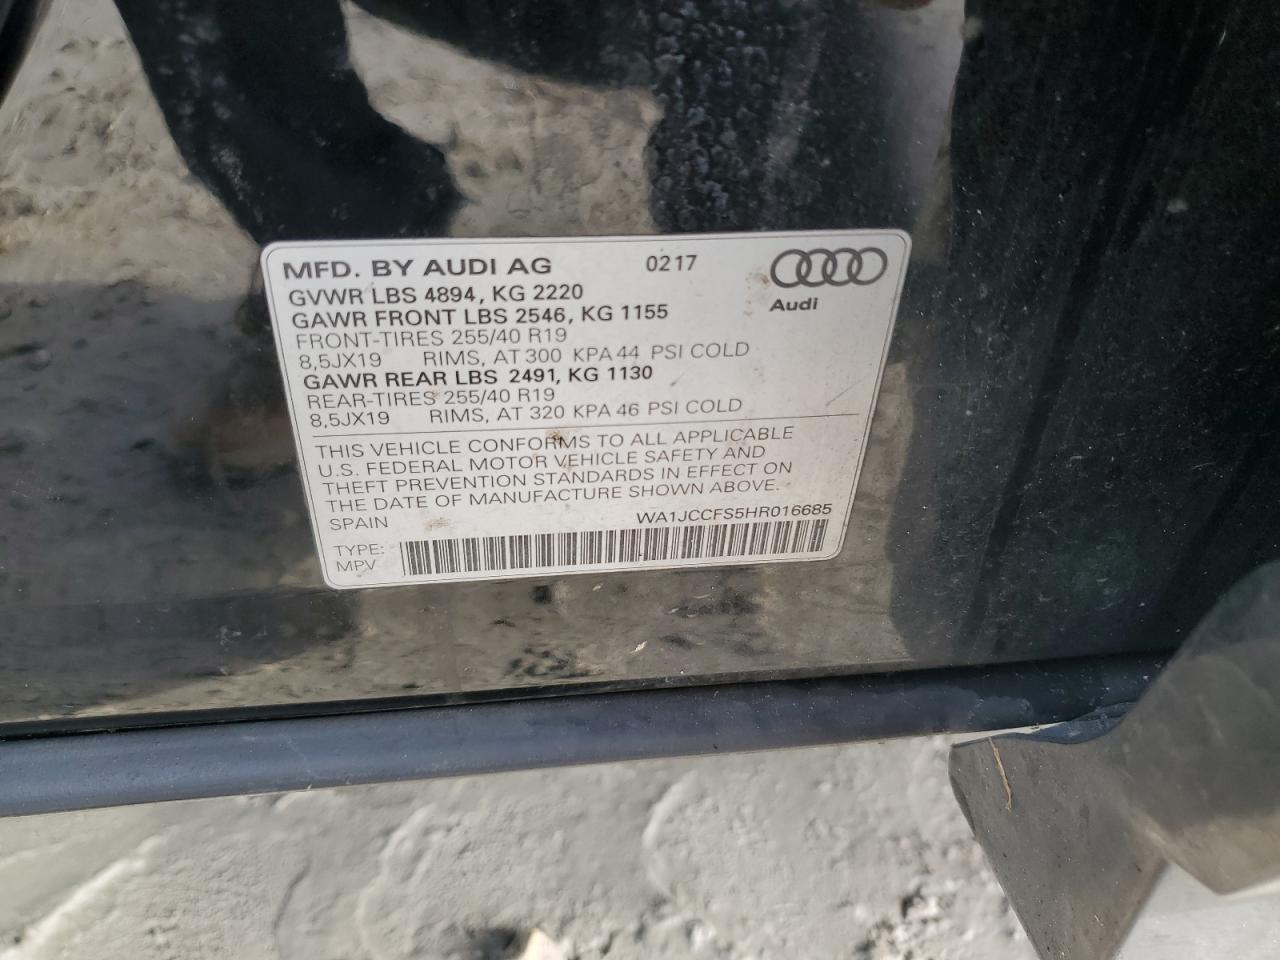 MFD. BY AUDI AG 0217
Audi
GVWR LBS 4894, KG 2220
GAWR FRONT LBS 2546, KG 1155
FRONT-TIRES 255/40 R19
8,5JX19 RIMS, AT 300 KPA 44 PSI COLD
GAWR REAR LBS 2491, KG 1130
REAR-TIRES 255/40 R19
8,5JX19 RIMS, AT 320 KPA 46 PSI COLD
THIS VEHICLE CONFORMS TO ALL APPLICABLE
U.S. FEDERAL MOTOR VEHICLE SAFETY AND
THEFT PREVENTION STANDARDS IN EFFECT ON
THE DATE OF MANUFACTURE SHOWN ABOVE.
SPAIN WA1JCCFS5HR016685
TYPE:
MPV